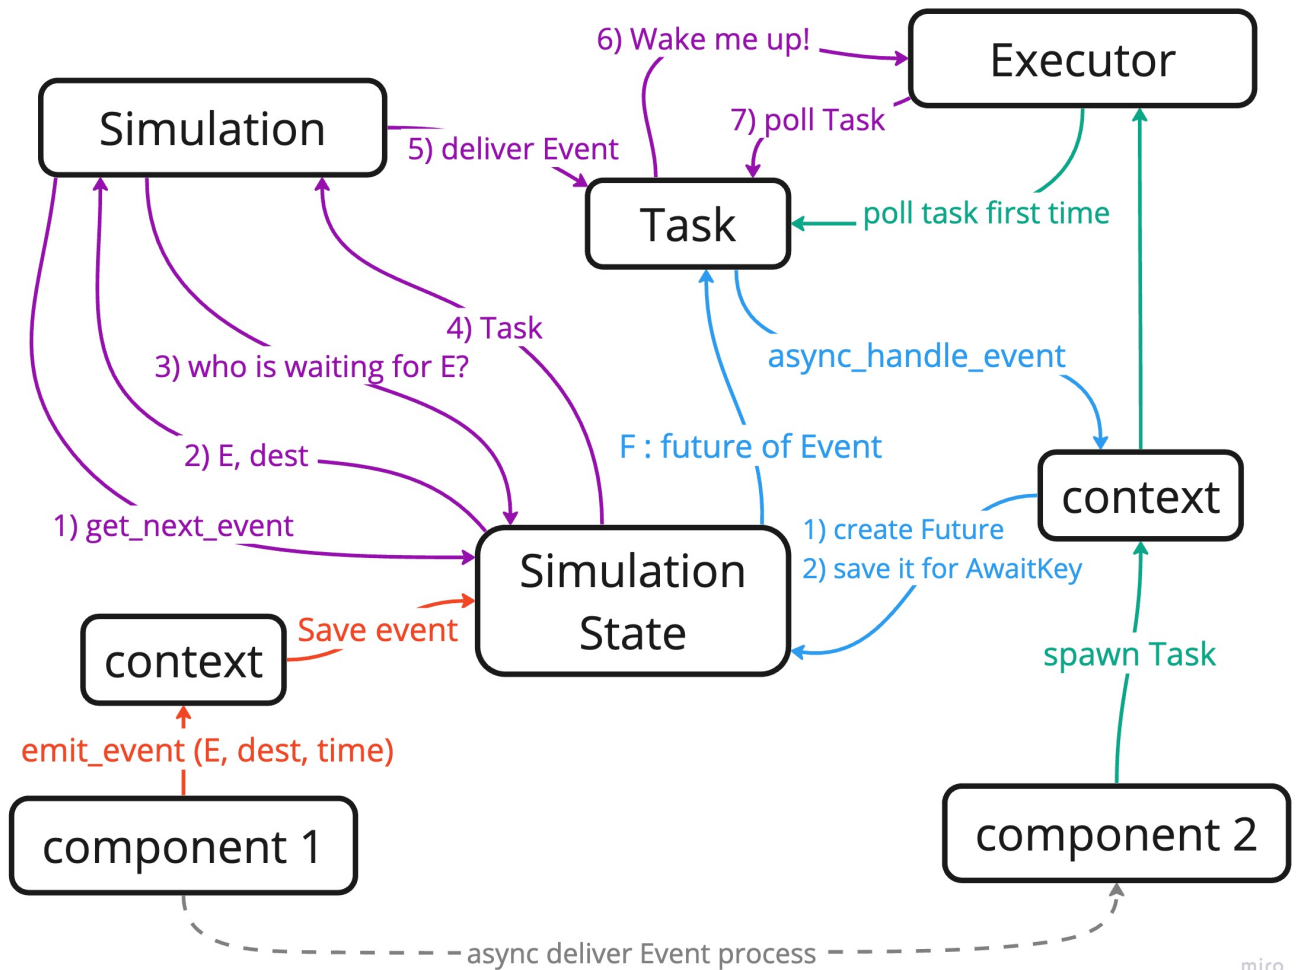 6) Wake me up!
Executor
Simulation
7) poll Task
5) deliver Event
Task
poll task first time
4) Task
3) who is waiting for E?
async_handle_event
2) E, dest
F : future of Event
context
1) get_next_event
1) create Future
2) save it for AwaitKey
Simulation
State
Save event
context
spawn Task
emit_event (E, dest, time)
component 1
component 2
async deliver Event process
miro